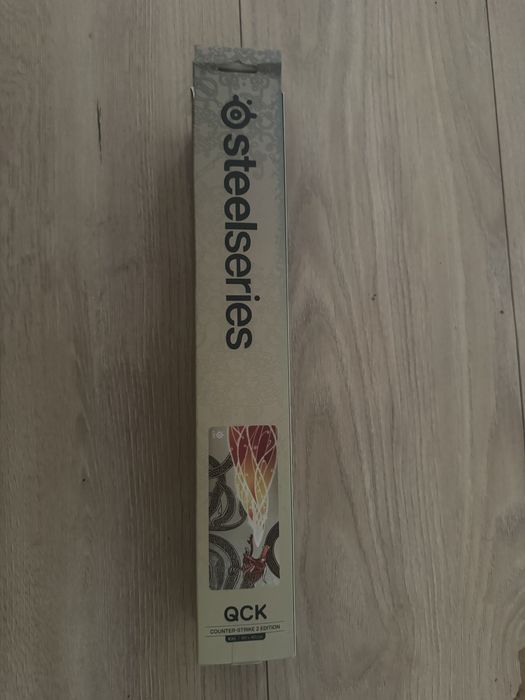 steelseries
QCK
COUNTER-STRIKE 2 EDITION